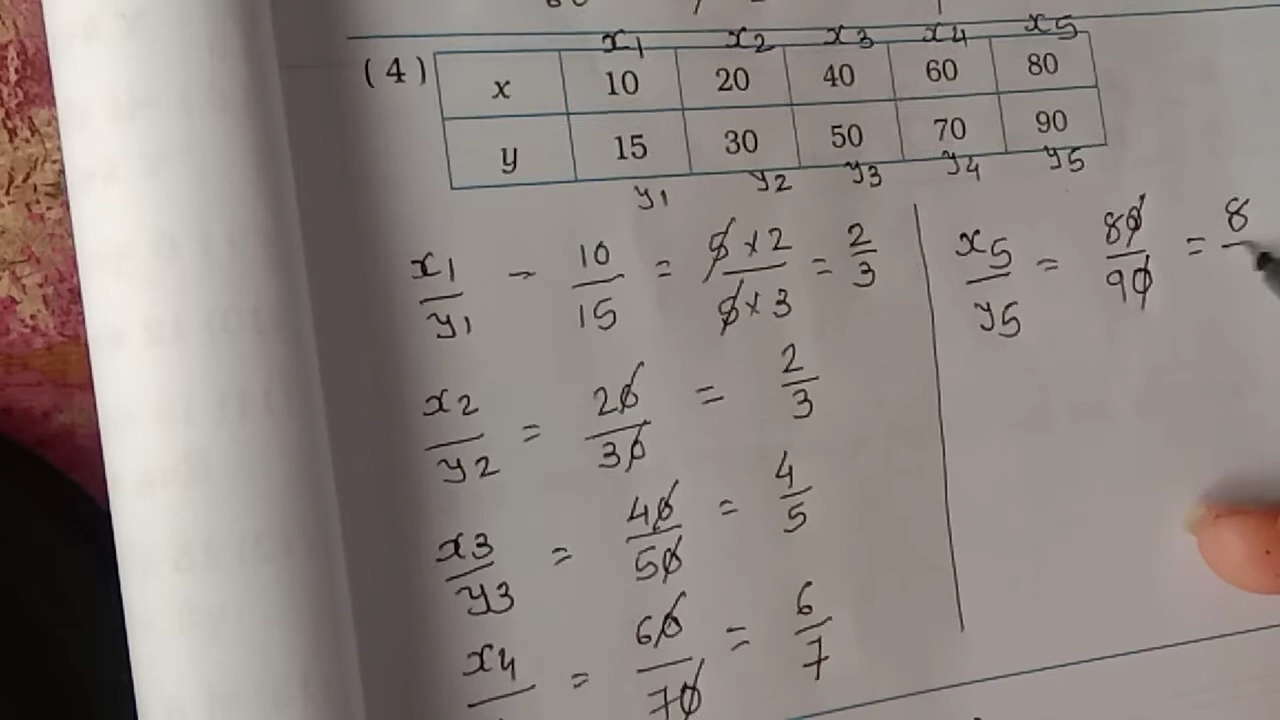 x1 x2 x3 x4 x5
(4) x 10 20 40 60 80
y 15 30 50 70 90
y1 y2 y3 y4 y5
x1/y1 - 10/15 = 5×2/5×3 = 2/3
x2/y2 = 20/30 = 2/3
x3/y3 = 40/50 = 4/5
x4 = 60/70 = 6/7
x5/y5 = 80/90 = 8